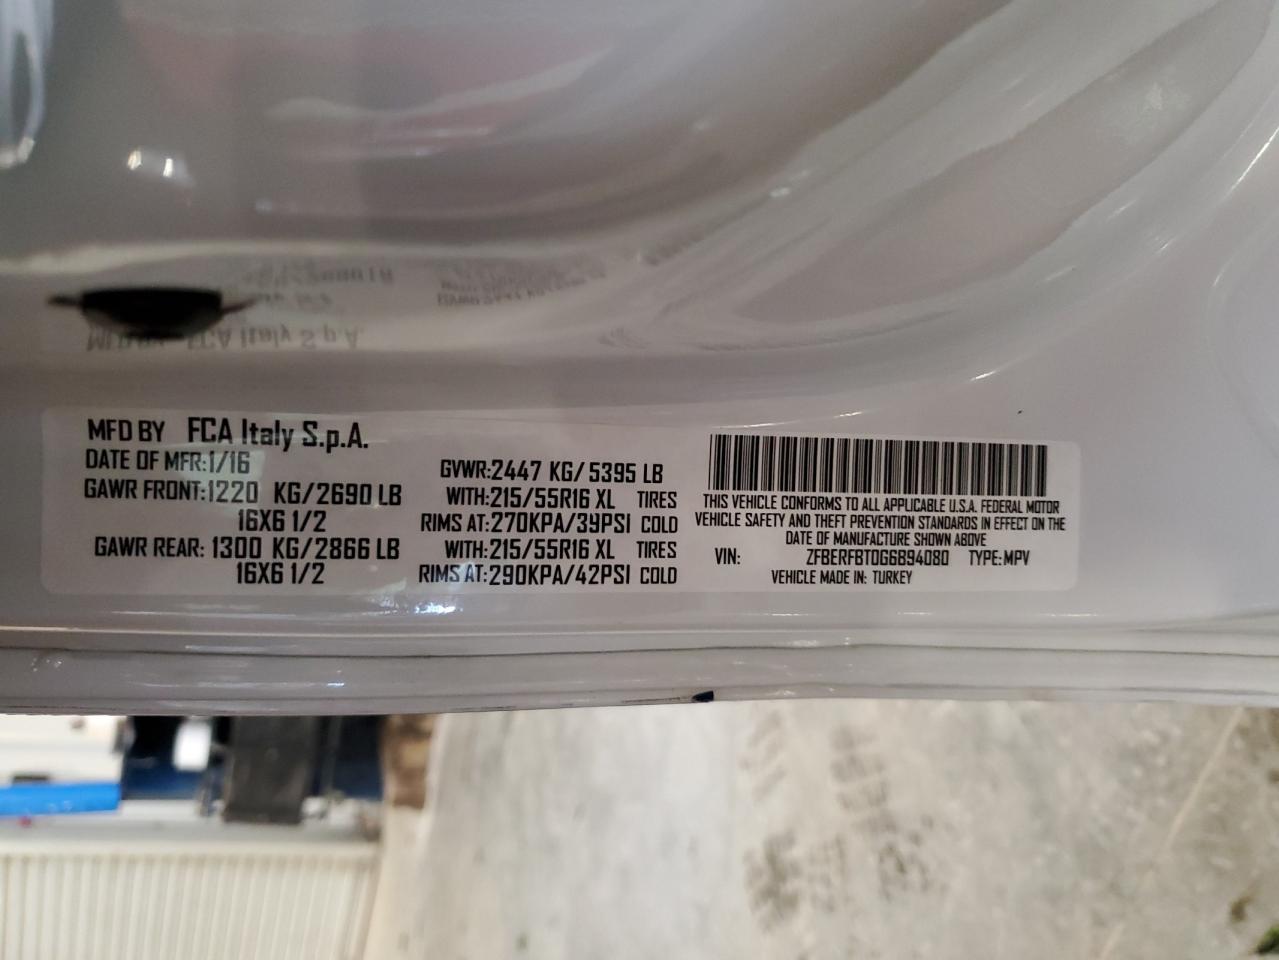 MFD BY FCA Italy S.p.A.
DATE OF MFR:1/16
GAWR FRONT:1220 KG/2690 LB
16X6 1/2
GAWR REAR: 1300 KG/2866 LB
16X6 1/2
GVWR:2447 KG/5395 LB
WITH:215/55R16 XL TIRES
RIMS AT:270KPA/39PSI COLD
WITH:215/55R16 XL TIRES
RIMS AT:290KPA/42PSI COLD
THIS VEHICLE CONFORMS TO ALL APPLICABLE U.S.A. FEDERAL MOTOR
VEHICLE SAFETY AND THEFT PREVENTION STANDARDS IN EFFECT ON THE
DATE OF MANUFACTURE SHOWN ABOVE
VIN: ZFBERFBT0G6B94080 TYPE:MPV
VEHICLE MADE IN: TURKEY